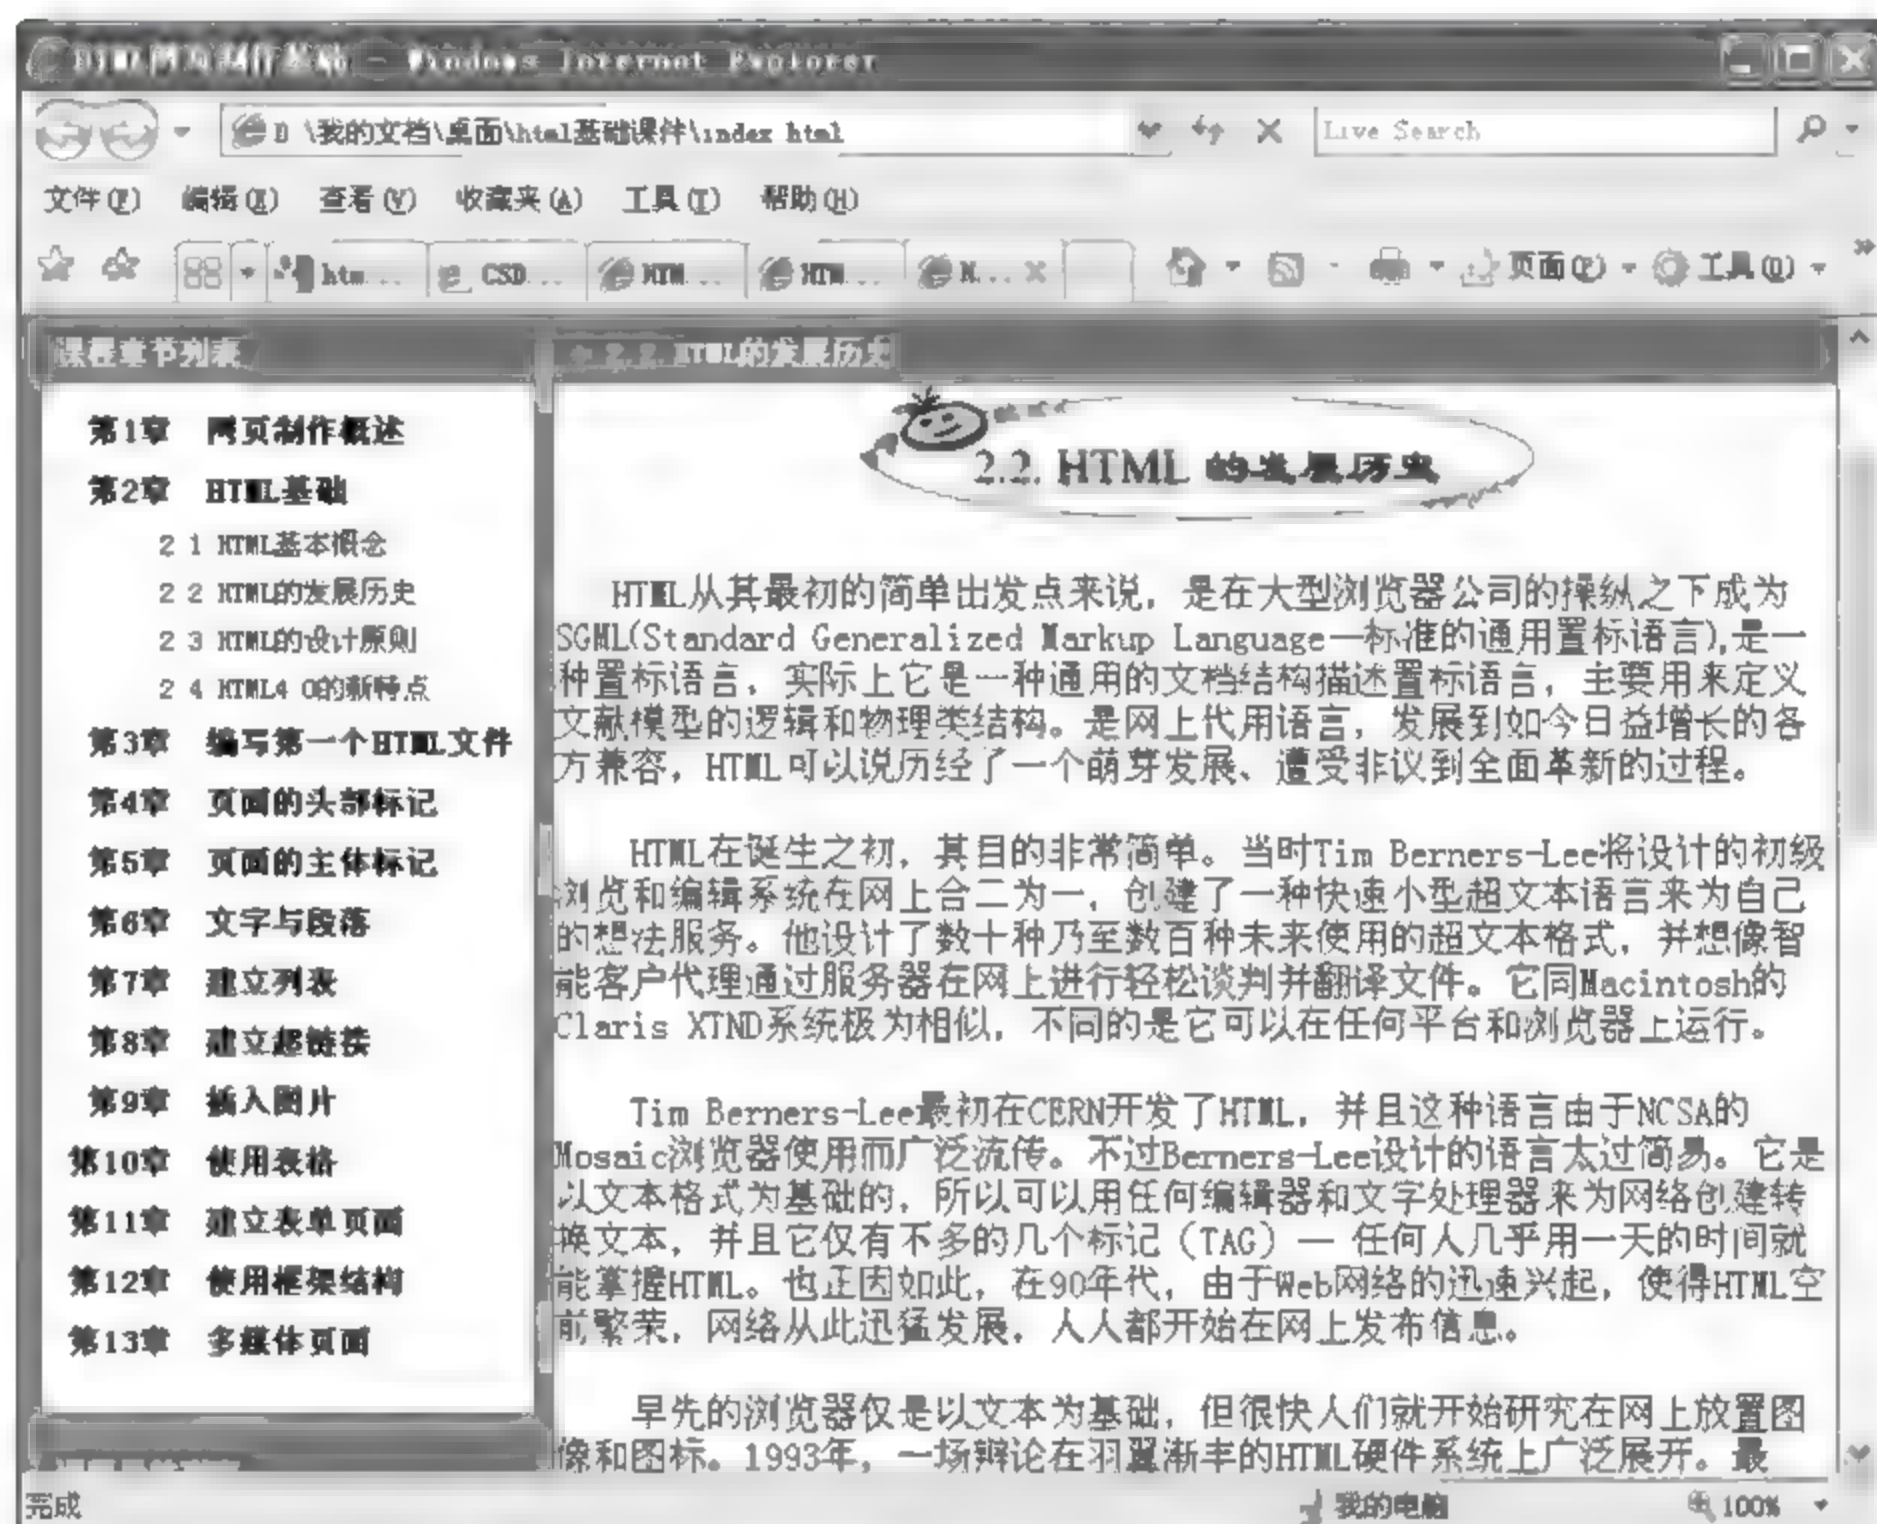 HTML网页制作基础 - Windows Internet Explorer
D \我的文档\桌面\html基础课件\index html
Live Search
文件(F) 编辑(E) 查看(V) 收藏夹(A) 工具(T) 帮助(H)
htm... CSD... HTM... HTM... N... 页面(P) 工具(O)
课程章节列表
2.2. HTML的发展历史
第1章 网页制作概述
第2章 HTML基础
2 1 HTML基本概念
2 2 HTML的发展历史
2 3 HTML的设计原则
2 4 HTML4 0的新特点
第3章 编写第一个HTML文件
第4章 页面的头部标记
第5章 页面的主体标记
第6章 文字与段落
第7章 建立列表
第8章 建立超链接
第9章 插入图片
第10章 使用表格
第11章 建立表单页面
第12章 使用框架结构
第13章 多媒体页面
2.2. HTML 的发展历史
HTML从其最初的简单出发点来说，是在大型浏览器公司的操纵之下成为
SGML(Standard Generalized Markup Language—标准的通用置标语言),是一
种置标语言，实际上它是一种通用的文档结构描述置标语言，主要用来定义
文献模型的逻辑和物理类结构。是网上代用语言，发展到如今日益增长的各
方兼容，HTML可以说历经了一个萌芽发展、遭受非议到全面革新的过程。
HTML在诞生之初，其目的非常简单。当时Tim Berners-Lee将设计的初级
浏览和编辑系统在网上合二为一，创建了一种快速小型超文本语言来为自己
的想法服务。他设计了数十种乃至数百种未来使用的超文本格式，并想像智
能客户代理通过服务器在网上进行轻松谈判并翻译文件。它同Macintosh的
Claris XTND系统极为相似，不同的是它可以在任何平台和浏览器上运行。
Tim Berners-Lee最初在CERN开发了HTML，并且这种语言由于NCSA的
Mosaic浏览器使用而广泛流传。不过Berners-Lee设计的语言太过简易。它是
以文本格式为基础的，所以可以用任何编辑器和文字处理器来为网络创建转
换文本，并且它仅有不多的几个标记（TAG）— 任何人几乎用一天的时间就
能掌握HTML。也正因如此，在90年代，由于Web网络的迅速兴起，使得HTML空
前繁荣，网络从此迅猛发展，人人都开始在网上发布信息。
早先的浏览器仅是以文本为基础，但很快人们就开始研究在网上放置图
像和图标。1993年，一场辩论在羽翼渐丰的HTML硬件系统上广泛展开。最
完成
我的电脑
100%